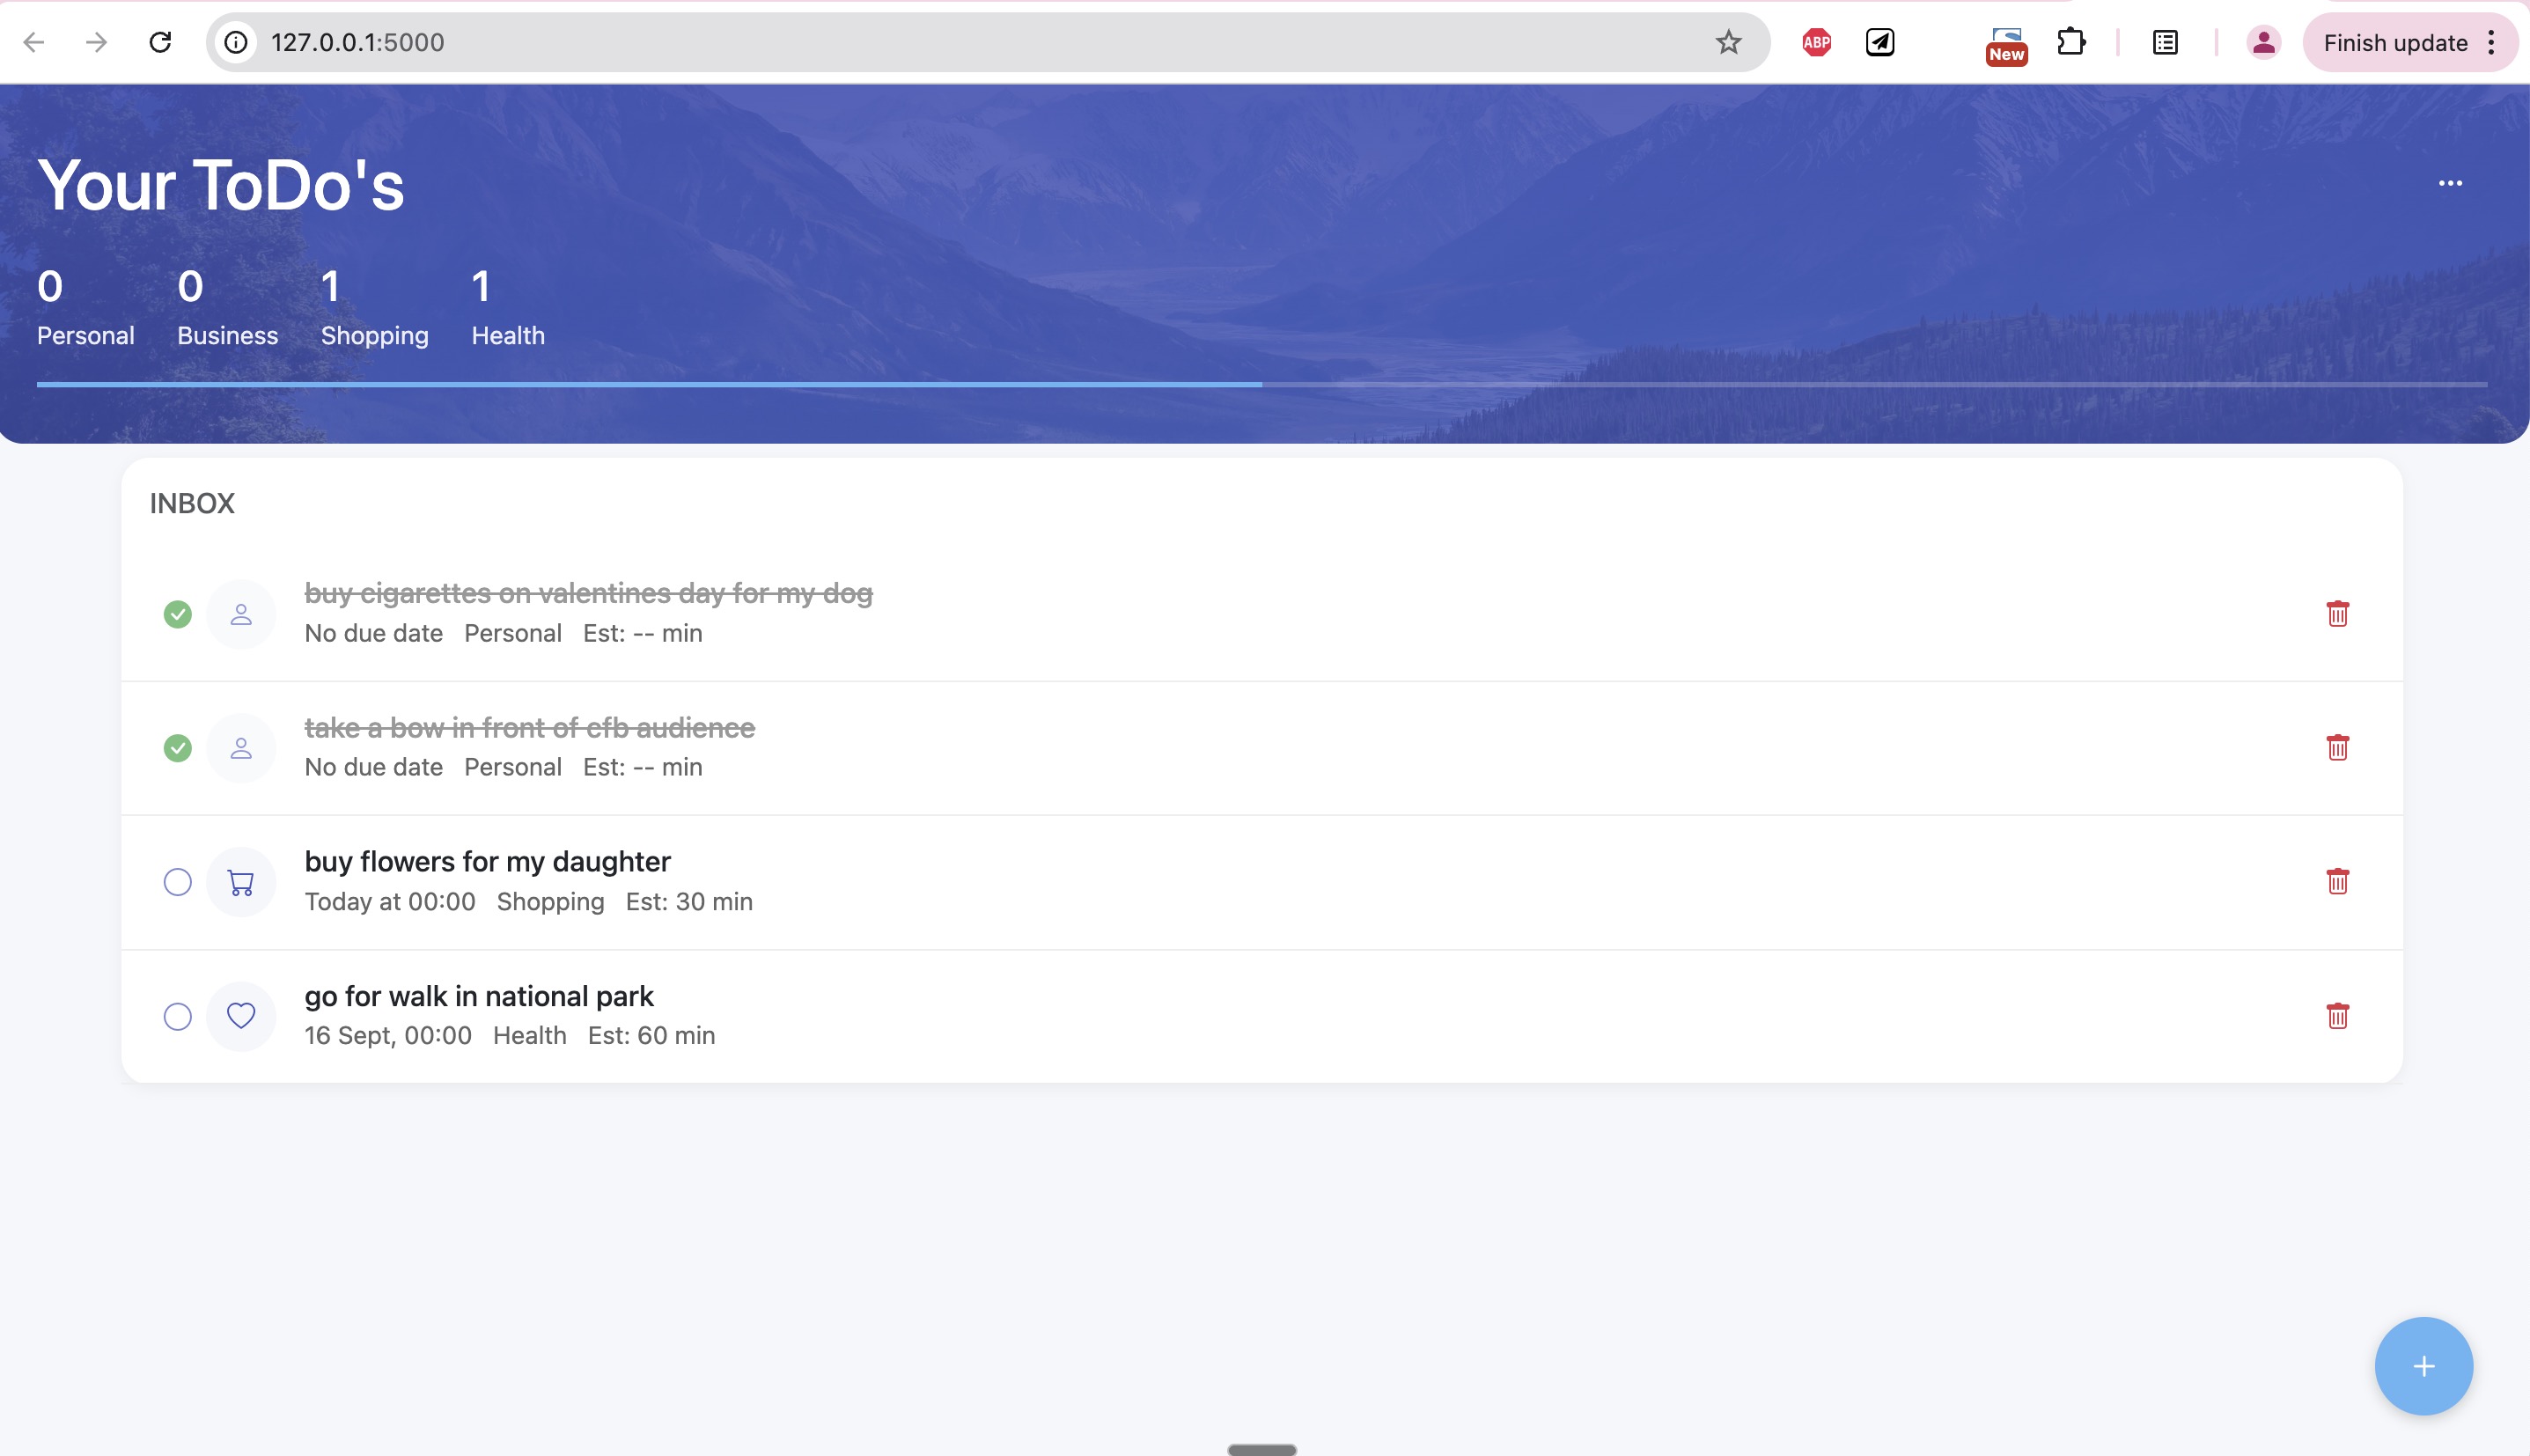 127.0.0.1:5000
ABP
New
Finish update
Your ToDo's
0 0 1 1
Personal Business Shopping Health
INBOX
buy cigarettes on valentines day for my dog
No due date Personal Est: -- min
take a bow in front of cfb audience
No due date Personal Est: -- min
buy flowers for my daughter
Today at 00:00 Shopping Est: 30 min
go for walk in national park
16 Sept, 00:00 Health Est: 60 min